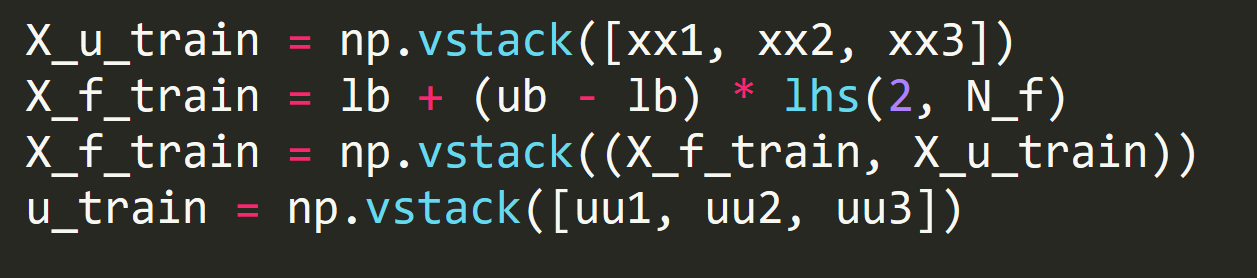 X_u_train = np.vstack([xx1, xx2, xx3])
X_f_train = lb + (ub - lb) * lhs(2, N_f)
X_f_train = np.vstack((X_f_train, X_u_train))
u_train = np.vstack([uu1, uu2, uu3])